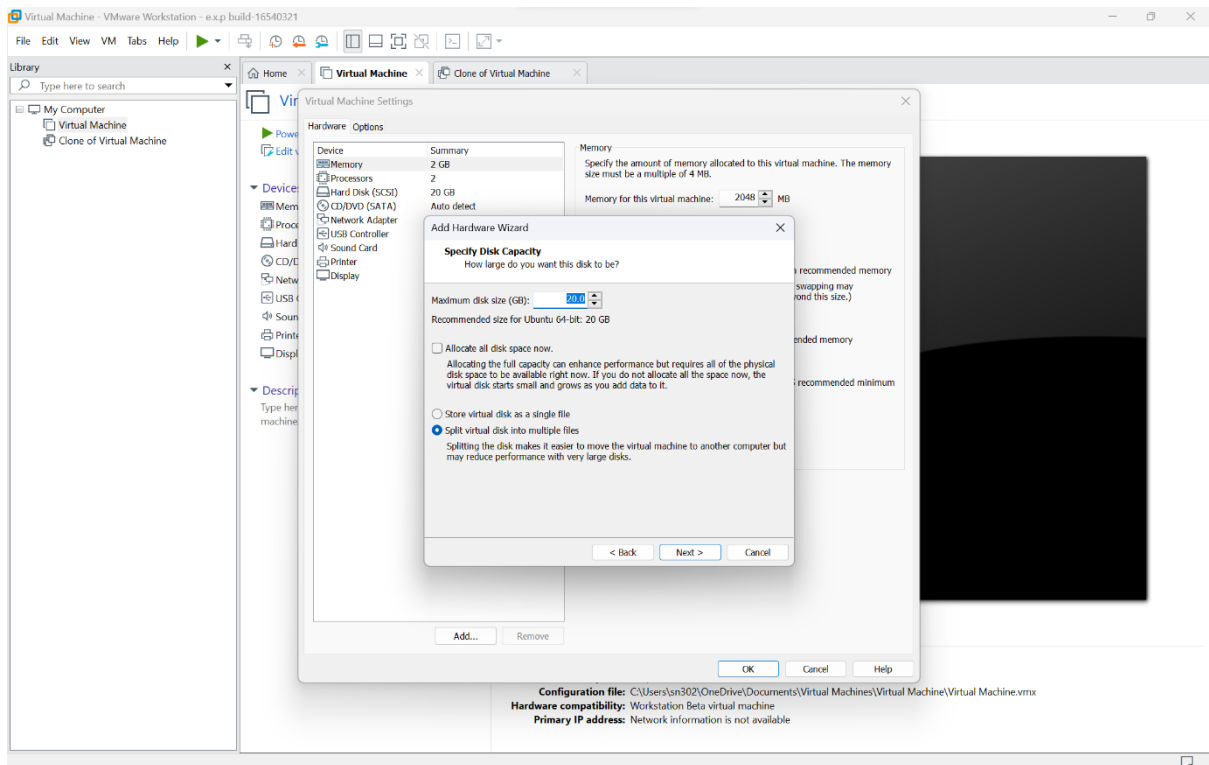 Virtual Machine - VMware Workstation - e.x.p build-16540321
File Edit View VM Tabs Help
Library
Type here to search
My Computer
Virtual Machine
Clone of Virtual Machine
Home
Virtual Machine
Clone of Virtual Machine
Devices
Type
machine
Virtual Machine Settings
Hardware Options
Device Summary
Memory 2 GB
Processors 2
Hard Disk (SCSI) 20 GB
CD/DVD (SATA) Auto detect
Network Adapter
USB Controller
Sound Card
Printer
Display
Add... Remove
Memory
Specify the amount of memory allocated to this virtual machine. The memory
size must be a multiple of 4 MB.
Memory for this virtual machine: 2048 MB
recommended memory
swapping may
this size.)
memory
recommended minimum
OK Cancel Help
Add Hardware Wizard
Specify Disk Capacity
How large do you want this disk to be?
Maximum disk size (GB): 20.0
Recommended size for Ubuntu 64-bit: 20 GB
Allocate all disk space now.
Allocating the full capacity can enhance performance but requires all of the physical
disk space to be available right now. If you do not allocate all the space now, the
virtual disk starts small and grows as you add data to it.
Store virtual disk as a single file
Split virtual disk into multiple files
Splitting the disk makes it easier to move the virtual machine to another computer but
may reduce performance with very large disks.
< Back Next > Cancel
Configuration file: C:\Users\sn302\OneDrive\Documents\Virtual Machines\Virtual Machine\Virtual Machine.vmx
Hardware compatibility: Workstation Beta virtual machine
Primary IP address: Network information is not available